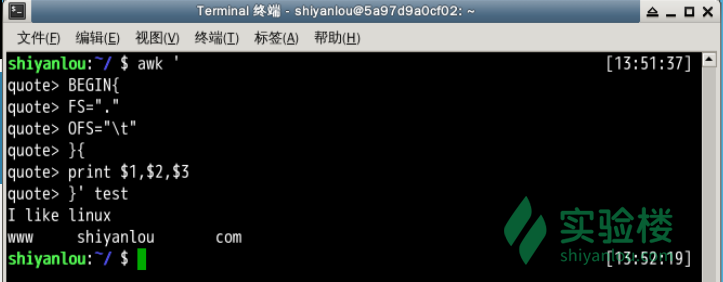 Terminal 终端 - shiyanlou@5a97d9a0cf02: ~
文件(F) 编辑(E) 视图(V) 终端(T) 标签(A) 帮助(H)
shiyanlou:~/ $ awk ' [13:51:37]
quote> BEGIN{
quote> FS="."
quote> OFS="\t"
quote> }{
quote> print $1,$2,$3
quote> }' test
I like linux
www shiyanlou com
shiyanlou:~/ $ [13:52:19]
实验楼
shiyanlou.com